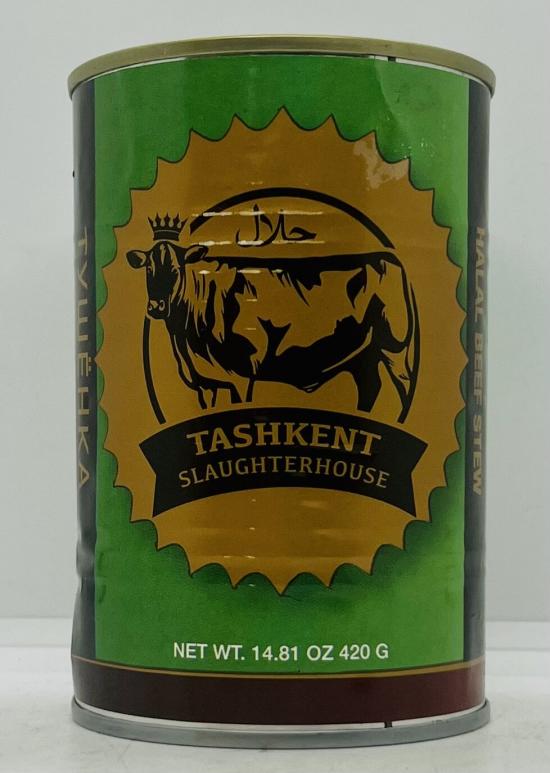 حلال
TASHKENT
SLAUGHTERHOUSE
NET WT. 14.81 OZ 420 G
ТУШЁНКА
HALAL BEEF STEW